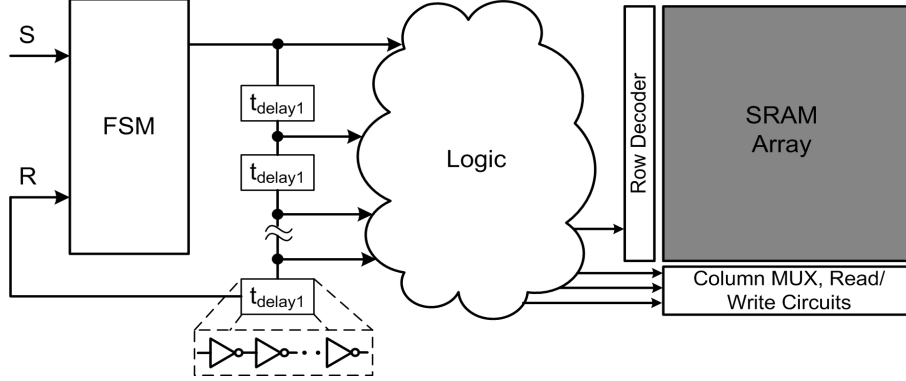 S
FSM
R
t_delay1
t_delay1
t_delay1
Logic
Row Decoder
SRAM
Array
Column MUX, Read/
Write Circuits